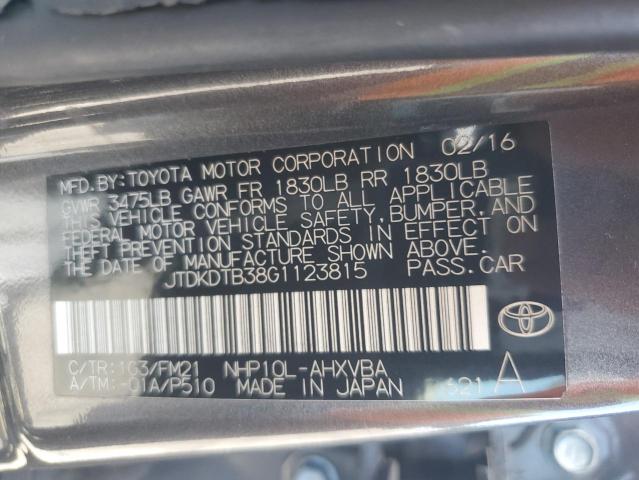 MFD.BY:TOYOTA MOTOR CORPORATION 02/16
GVWR 3475LB GAWR FR 1830LB RR 1830LB
THIS VEHICLE CONFORMS TO ALL APPLICABLE
FEDERAL MOTOR VEHICLE SAFETY,BUMPER,AND
THEFT PREVENTION STANDARDS IN EFFECT ON
THE DATE OF MANUFACTURE SHOWN ABOVE.
JTDKDTB38G1123815 PASS.CAR
C/TR:1G3/FM21 NHP10L-AHXVBA
A/TM:-01A/P510 MADE IN JAPAN 621 A